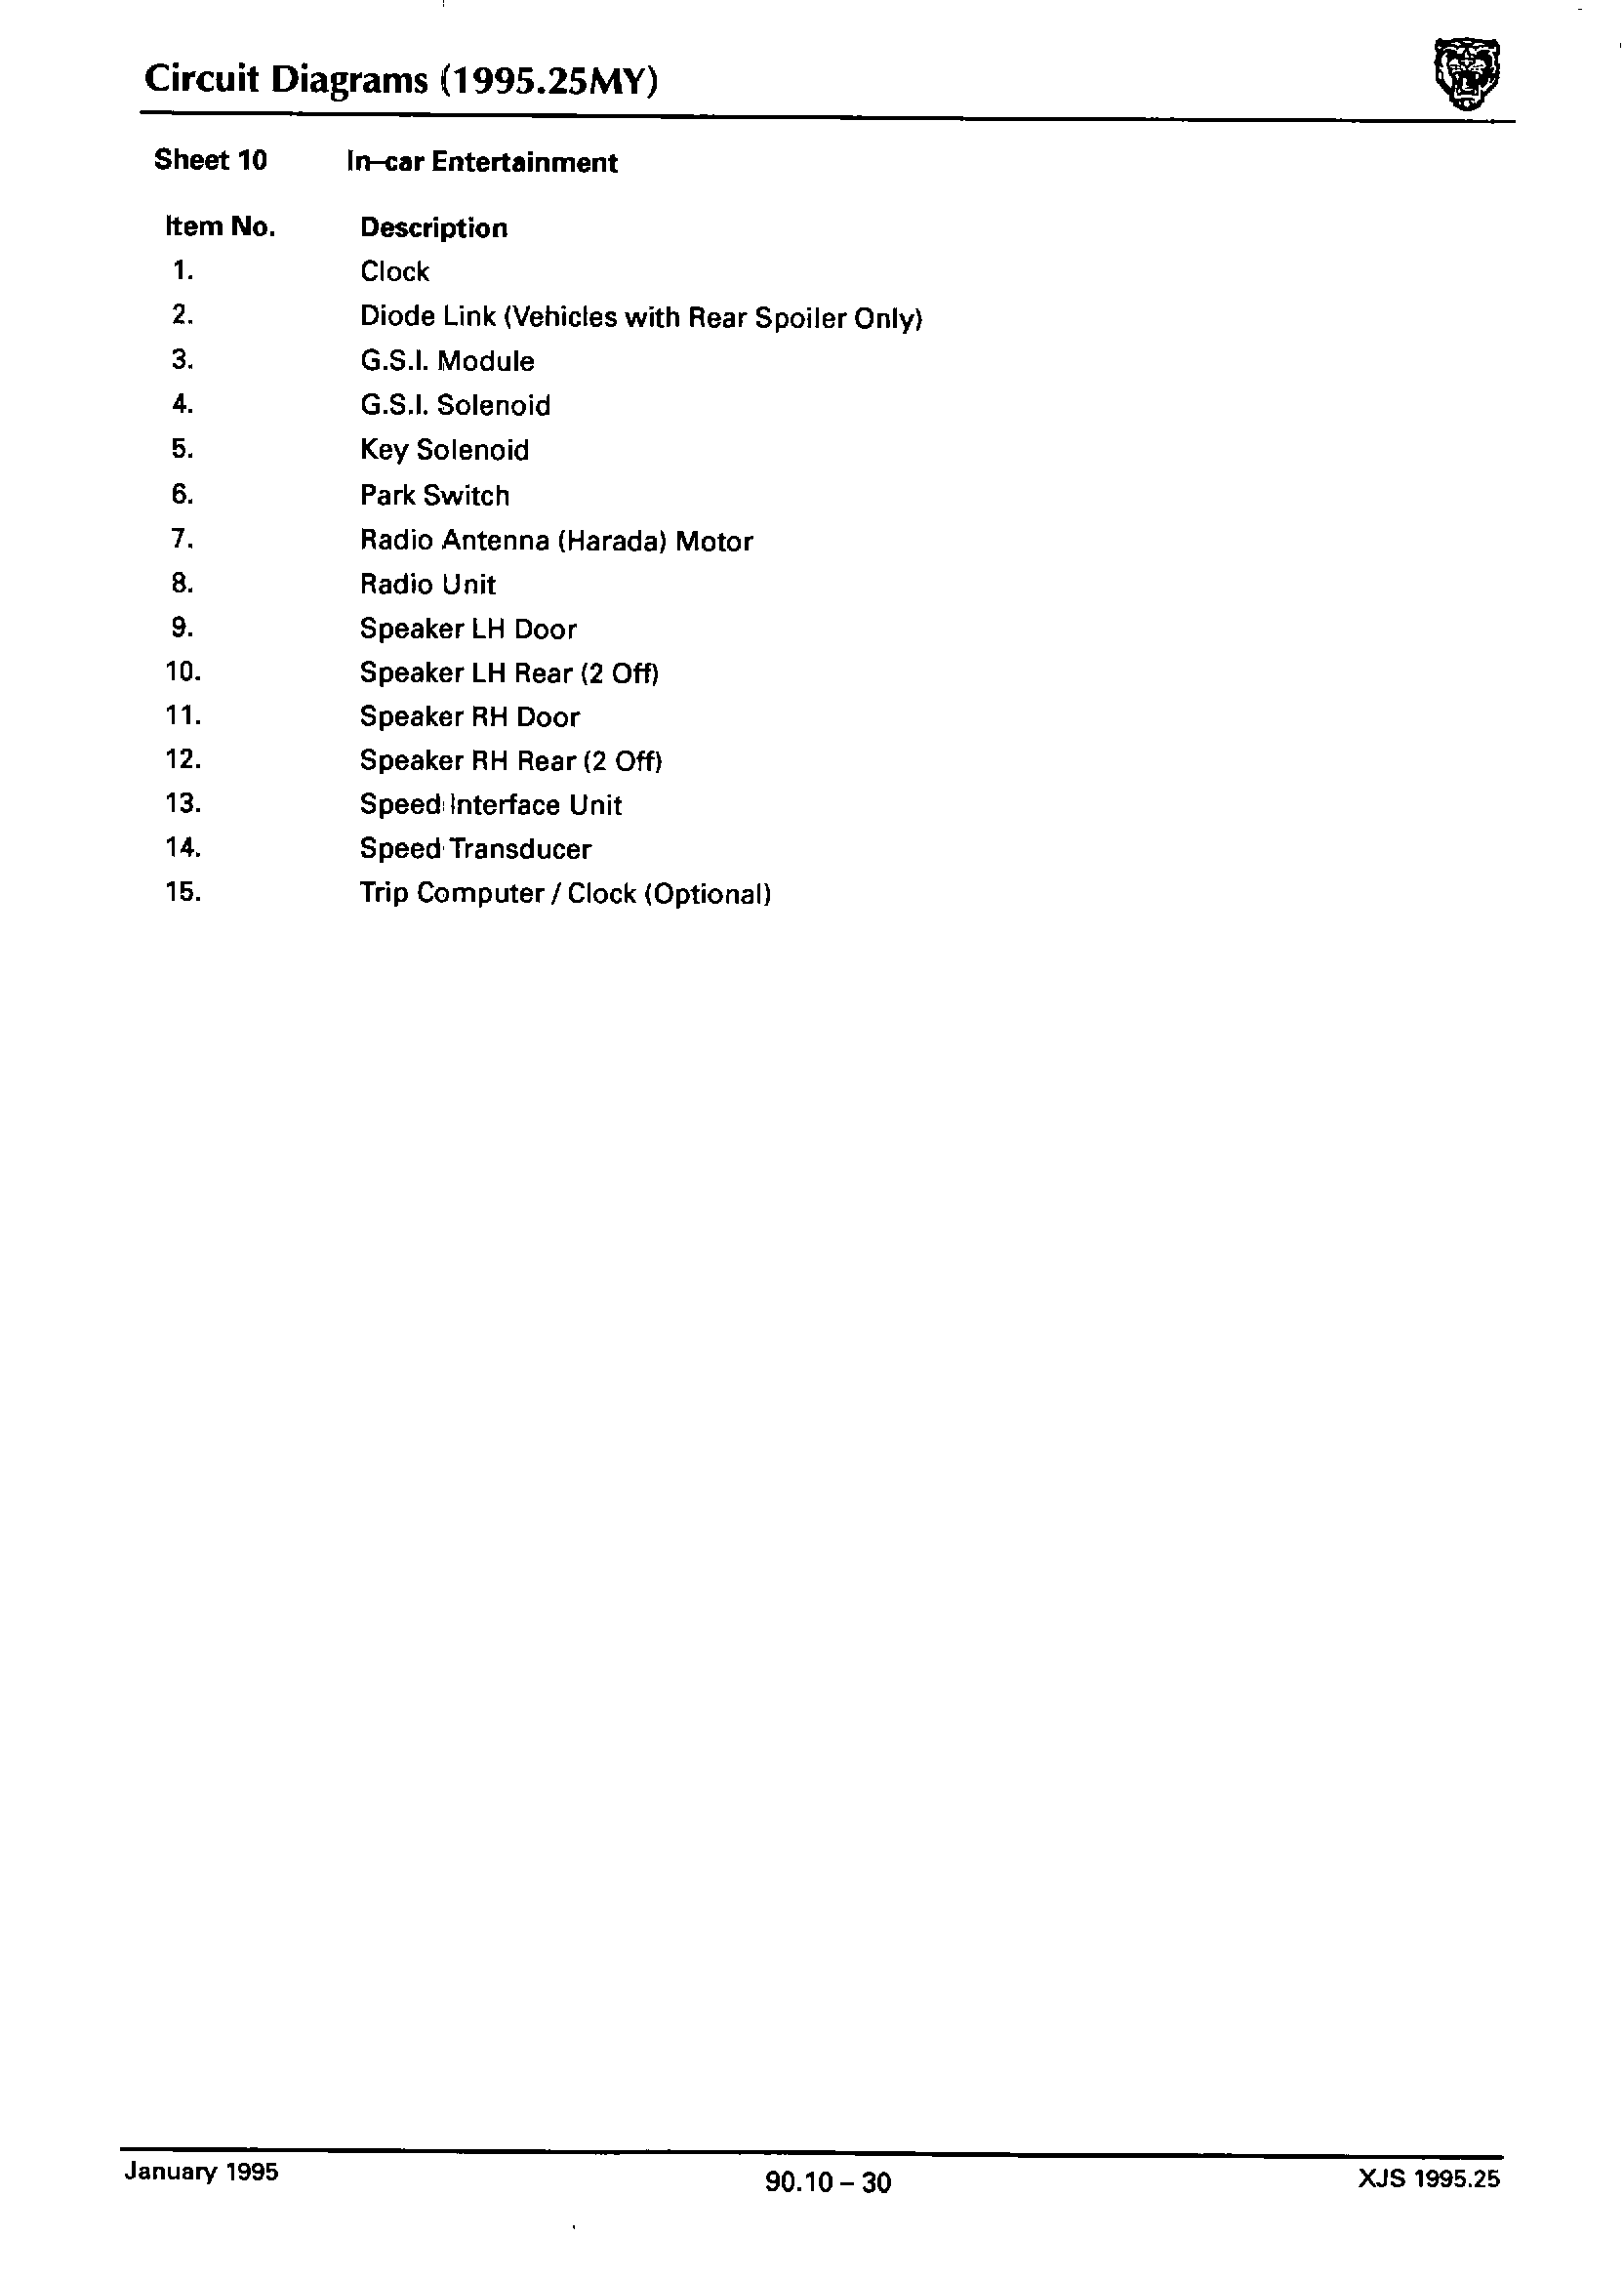 Circuit Diagrams (1995.25MY)
Sheet 10 In-car Entertainment
Item No. Description
1. Clock
2. Diode Link (Vehicles with Rear Spoiler Only)
3. G.S.I. Module
4. G.S.I. Solenoid
5. Key Solenoid
6. Park Switch
7. Radio Antenna (Harada) Motor
8. Radio Unit
9. Speaker LH Door
10. Speaker LH Rear (2 Off)
11. Speaker RH Door
12. Speaker RH Rear (2 Off)
13. Speed Interface Unit
14. Speed Transducer
15. Trip Computer / Clock (Optional)
January 1995 90.10 – 30 XJS 1995.25